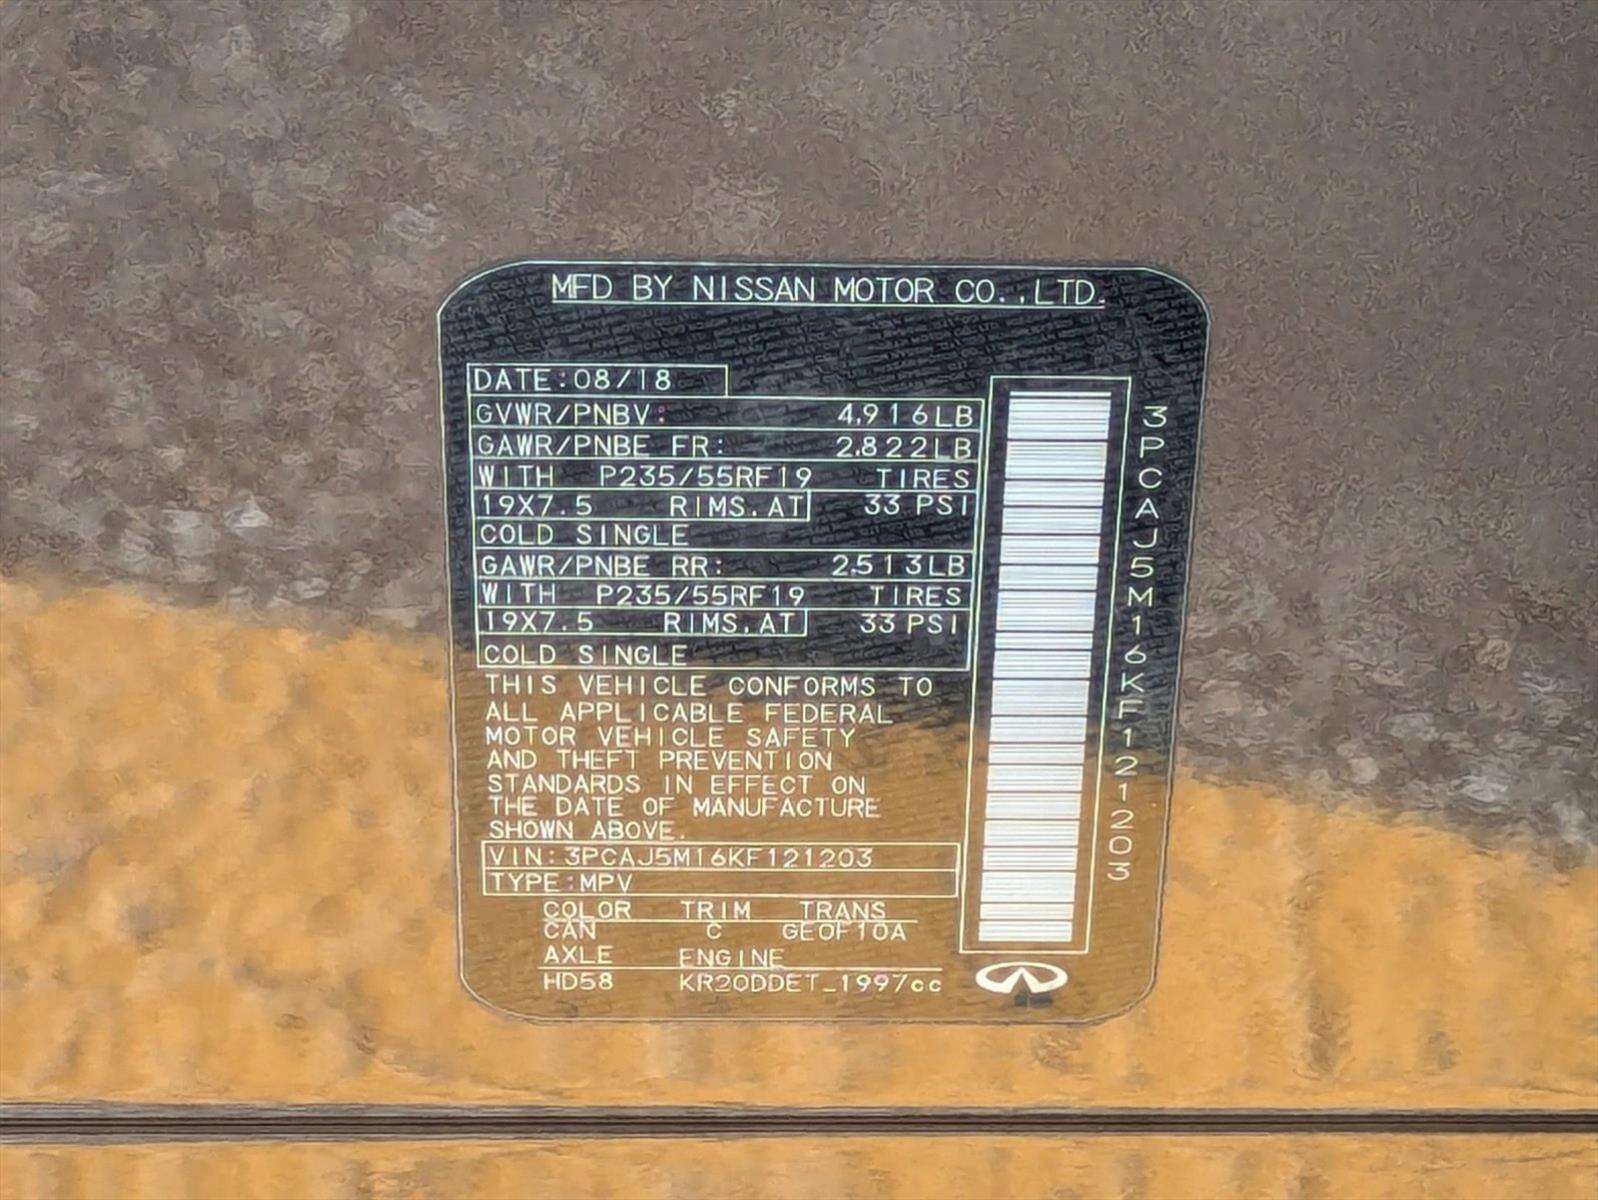 MFD BY NISSAN MOTOR CO.,LTD.
DATE:08/18
GVWR/PNBV: 4,916LB
GAWR/PNBE FR: 2,822LB
WITH P235/55RF19 TIRES
19X7.5 RIMS,AT 33 PSI
COLD SINGLE
GAWR/PNBE RR: 2,513LB
WITH P235/55RF19 TIRES
19X7.5 RIMS,AT 33 PSI
COLD SINGLE
THIS VEHICLE CONFORMS TO
ALL APPLICABLE FEDERAL
MOTOR VEHICLE SAFETY
AND THEFT PREVENTION
STANDARDS IN EFFECT ON
THE DATE OF MANUFACTURE
SHOWN ABOVE.
VIN:3PCAJ5M16KF121203
TYPE:MPV
COLOR TRIM TRANS
CAN C GE0F10A
AXLE ENGINE
HD58 KR20DDET_1997cc
3PCAJ5M16KF121203